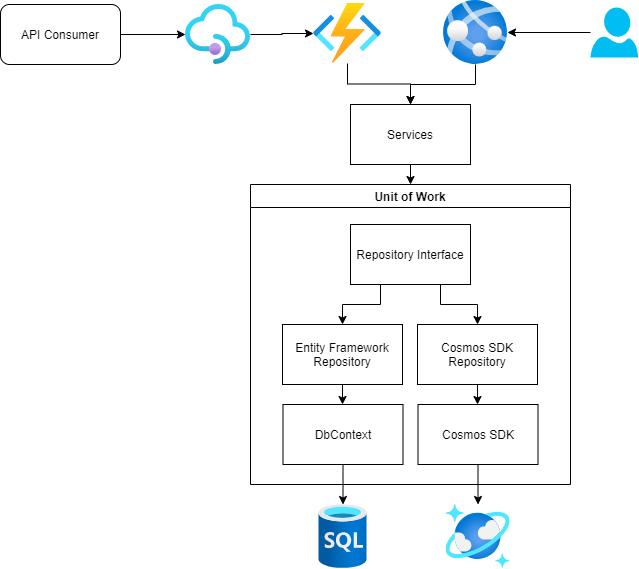 API Consumer
Services
Unit of Work
Repository Interface
Entity Framework
Repository
Cosmos SDK
Repository
DbContext
Cosmos SDK
SQL